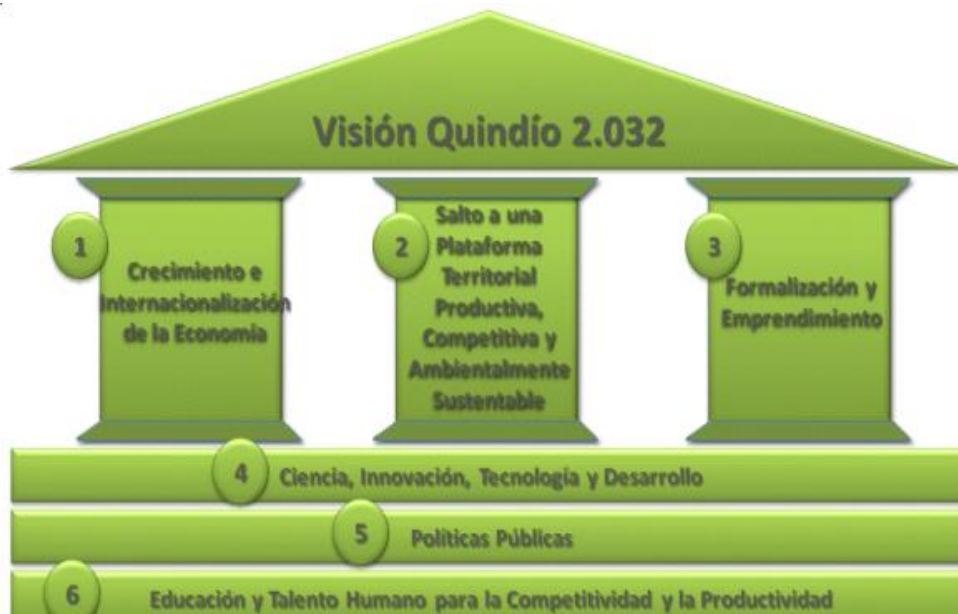 Visión Quindío 2.032
1
Crecimiento e
Internacionalización
de la Economía
2
Salto a una
Plataforma
Territorial
Productiva,
Competitiva y
Ambientalmente
Sustentable
3
Formalización y
Emprendimiento
4
Ciencia, Innovación, Tecnología y Desarrollo
5
Políticas Públicas
6
Educación y Talento Humano para la Competitividad y la Productividad